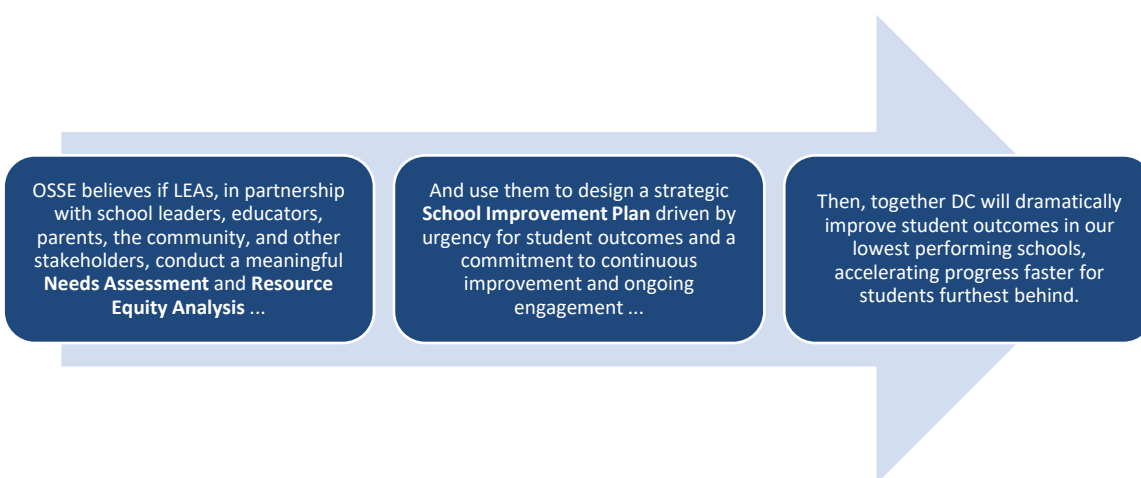 OSSE believes if LEAs, in partnership
with school leaders, educators,
parents, the community, and other
stakeholders, conduct a meaningful
Needs Assessment and Resource
Equity Analysis ...
And use them to design a strategic
School Improvement Plan driven by
urgency for student outcomes and a
commitment to continuous
improvement and ongoing
engagement ...
Then, together DC will dramatically
improve student outcomes in our
lowest performing schools,
accelerating progress faster for
students furthest behind.